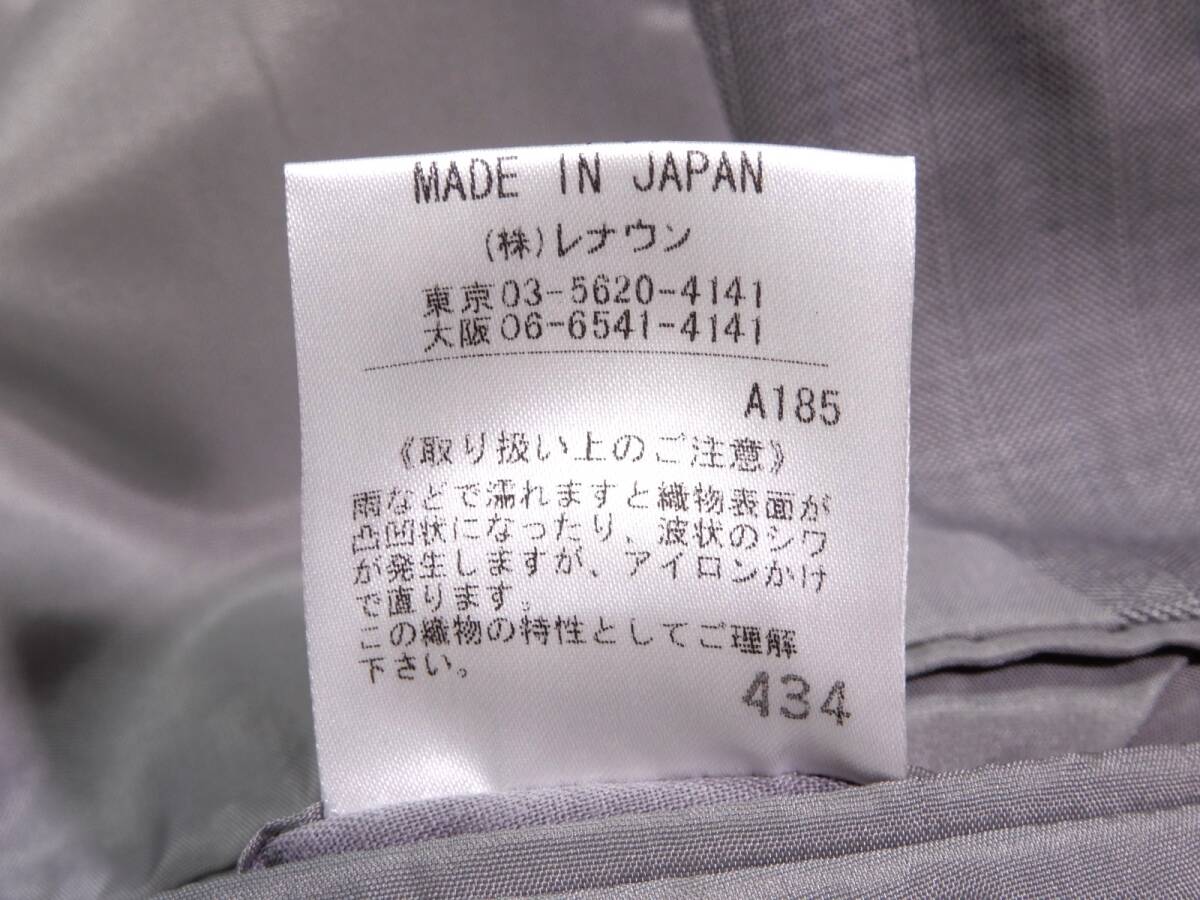 MADE IN JAPAN
(株)レナウン
東京03-5620-4141
大阪06-6541-4141
A185
《取り扱い上のご注意》
雨などで濡れますと織物表面が
凸凹状になったり、波状のシワ
が発生しますが、アイロンかけ
で直ります。
この織物の特性としてご理解
下さい。
434